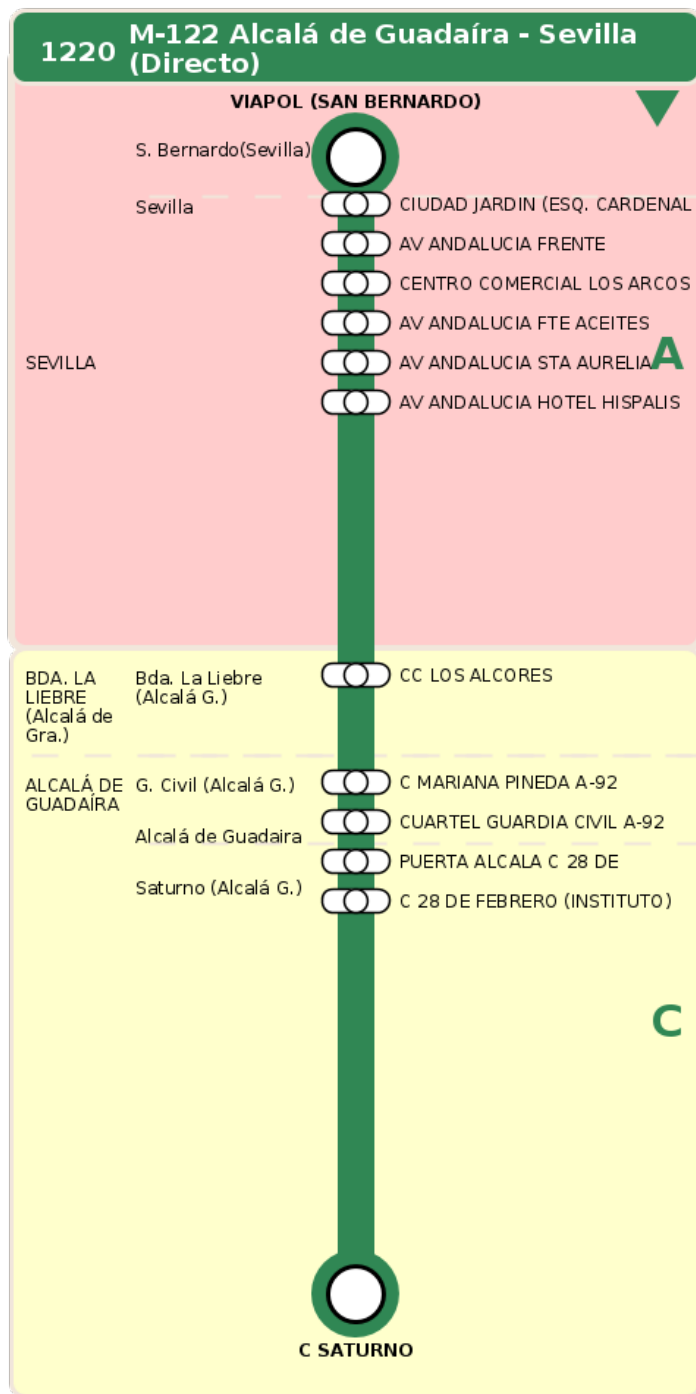 1220
M-122 Alcalá de Guadaíra - Sevilla
(Directo)
VIAPOL (SAN BERNARDO)
S. Bernardo(Sevilla)
Sevilla
CIUDAD JARDIN (ESQ. CARDENAL
AV ANDALUCIA FRENTE
CENTRO COMERCIAL LOS ARCOS
AV ANDALUCIA FTE ACEITES
SEVILLA
AV ANDALUCIA STA AURELIA
A
AV ANDALUCIA HOTEL HISPALIS
BDA. LA
LIEBRE
(Alcalá de
Gra.)
Bda. La Liebre
(Alcalá G.)
CC LOS ALCORES
ALCALÁ DE
GUADAÍRA
G. Civil (Alcalá G.)
C MARIANA PINEDA A-92
CUARTEL GUARDIA CIVIL A-92
Alcalá de Guadaira
PUERTA ALCALA C 28 DE
Saturno (Alcalá G.)
C 28 DE FEBRERO (INSTITUTO)
C
C SATURNO